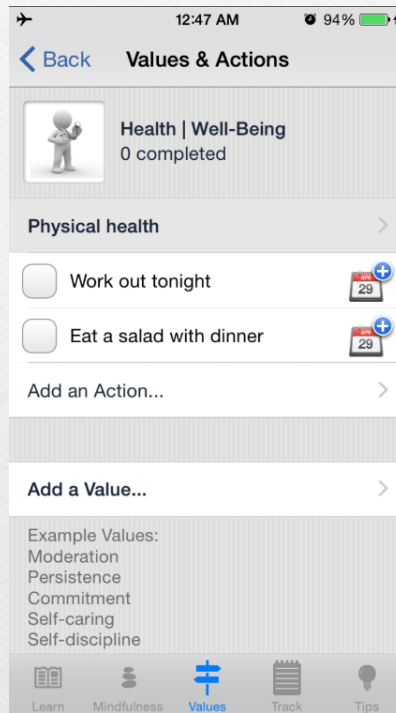 12:47 AM 94%
Back Values & Actions
Health | Well-Being
0 completed
Physical health
Work out tonight
APR
29
Eat a salad with dinner
APR
29
Add an Action...
Add a Value...
Example Values:
Moderation
Persistence
Commitment
Self-caring
Self-discipline
Learn Mindfulness Values Track Tips